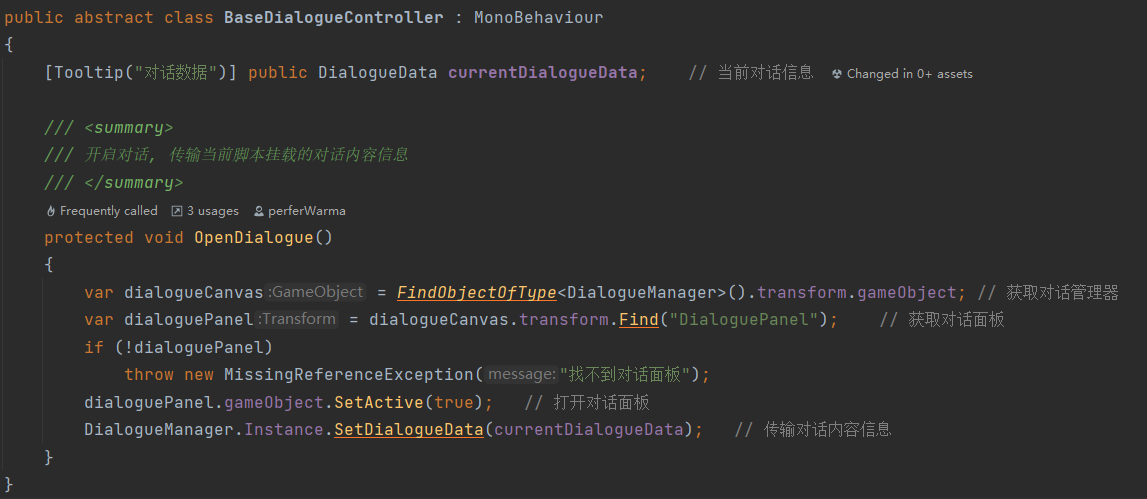 public abstract class BaseDialogueController : MonoBehaviour
{
[Tooltip("对话数据")] public DialogueData currentDialogueData; // 当前对话信息 Changed in 0+ assets
/// <summary>
/// 开启对话, 传输当前脚本挂载的对话内容信息
/// </summary>
Frequently called 3 usages perferWarma
protected void OpenDialogue()
{
var dialogueCanvas :GameObject = FindObjectOfType<DialogueManager>().transform.gameObject; // 获取对话管理器
var dialoguePanel :Transform = dialogueCanvas.transform.Find("DialoguePanel"); // 获取对话面板
if (!dialoguePanel)
throw new MissingReferenceException( message: "找不到对话面板");
dialoguePanel.gameObject.SetActive(true); // 打开对话面板
DialogueManager.Instance.SetDialogueData(currentDialogueData); // 传输对话内容信息
}
}